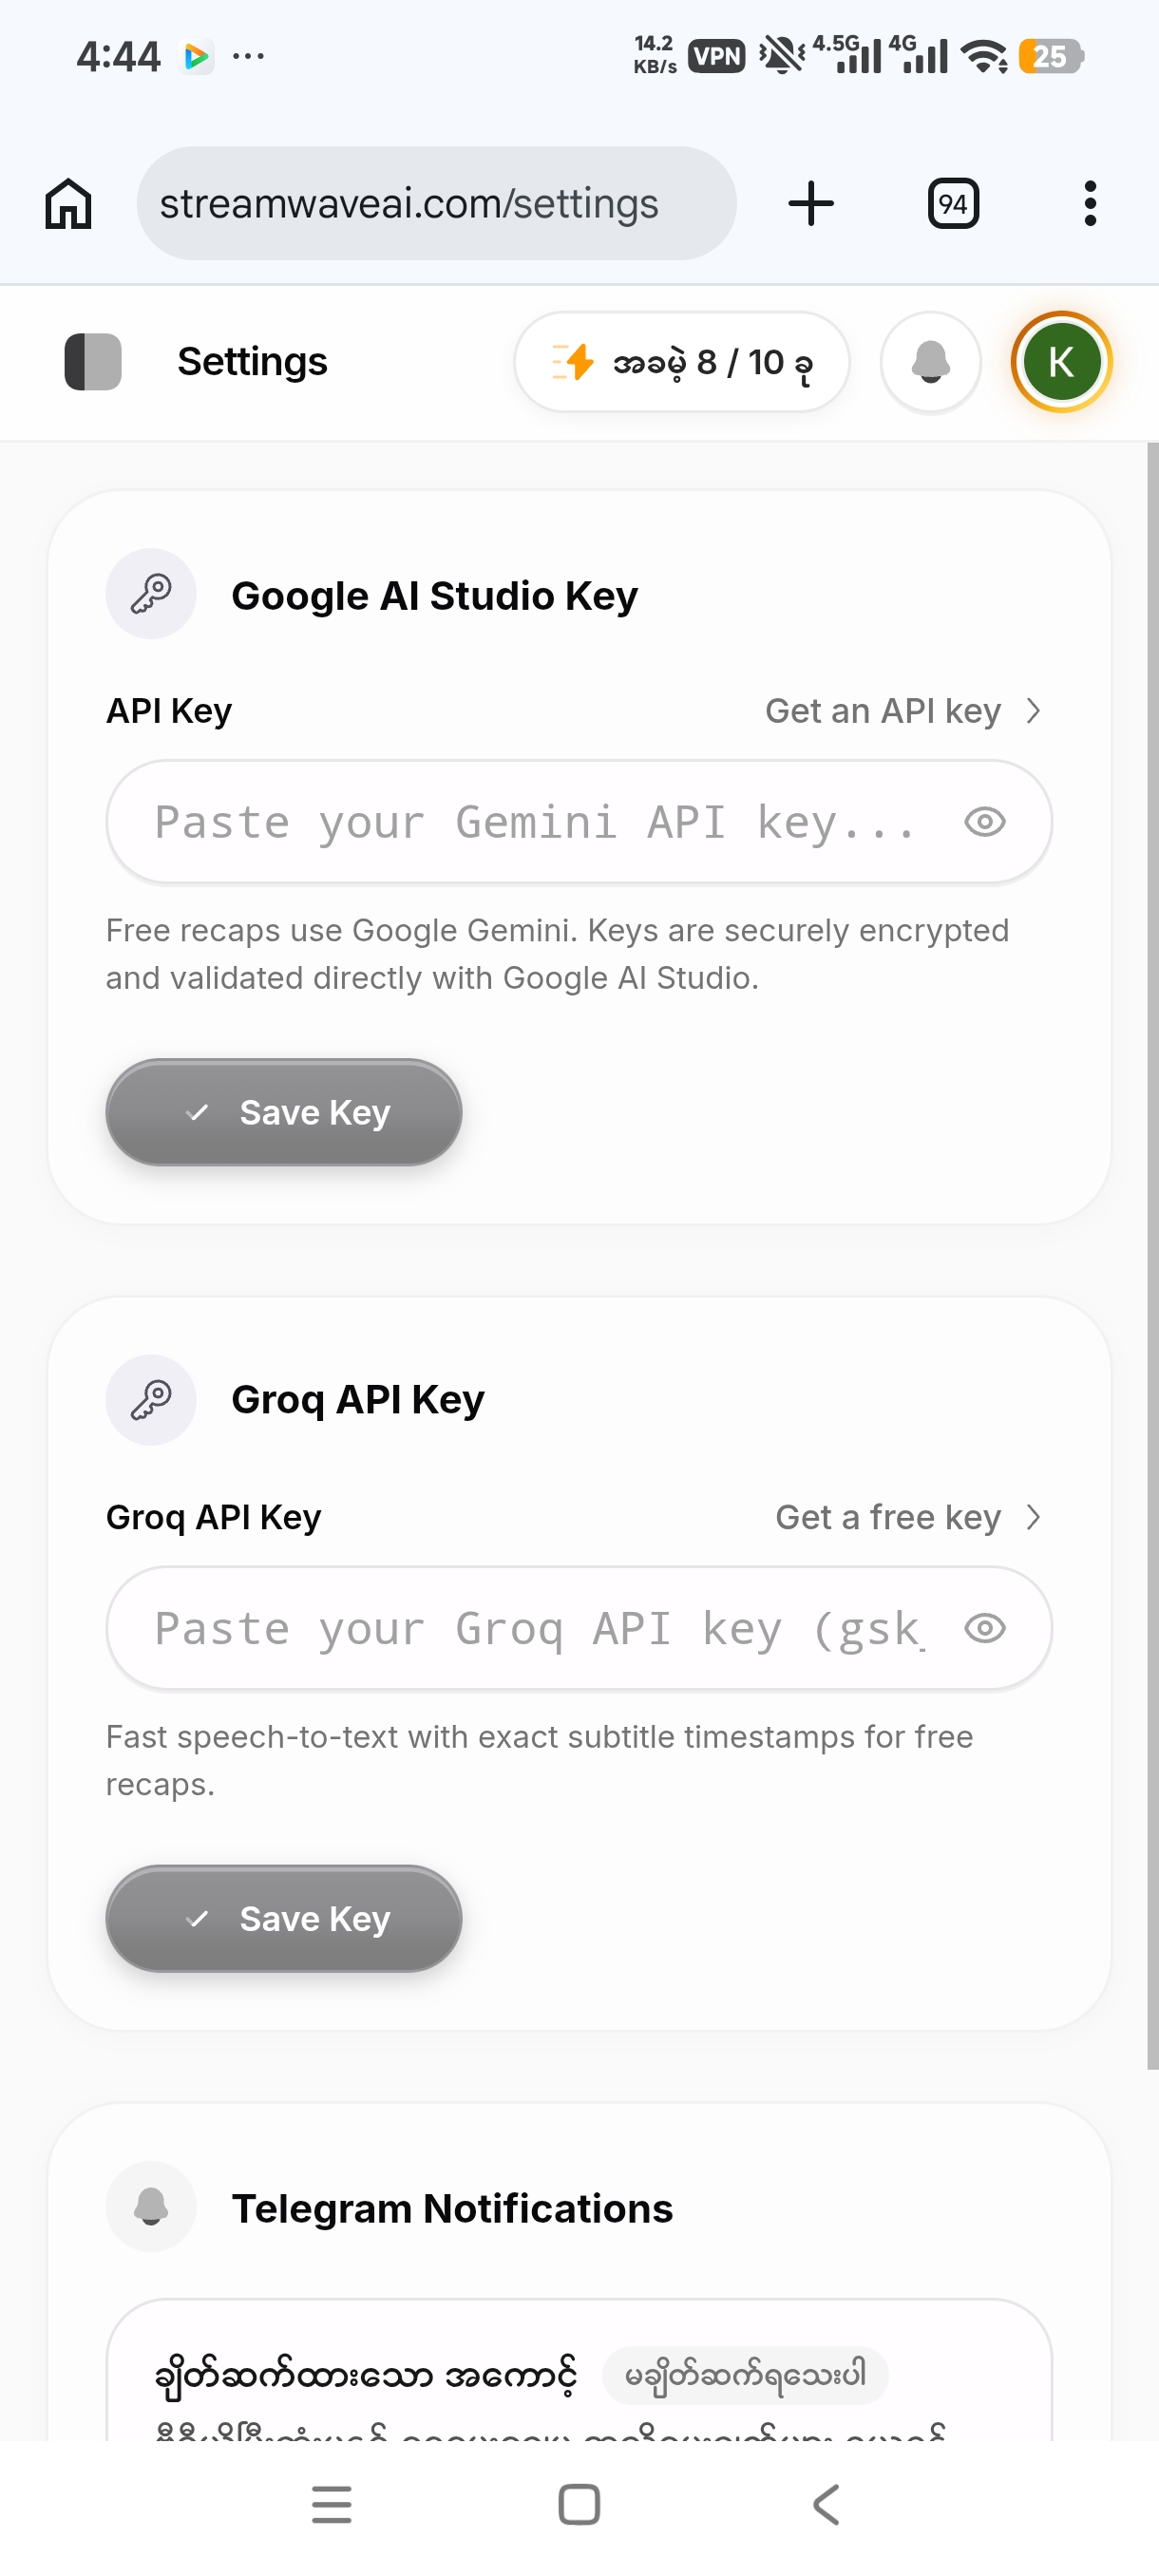 4:44
14.2 KB/s VPN 4.5G 4G 25
streamwaveai.com/settings
94
Settings
အခမဲ့ 8 / 10 ခု
K
Google AI Studio Key
API Key
Get an API key
Paste your Gemini API key...
Free recaps use Google Gemini. Keys are securely encrypted
and validated directly with Google AI Studio.
Save Key
Groq API Key
Groq API Key
Get a free key
Paste your Groq API key (gsk_
Fast speech-to-text with exact subtitle timestamps for free
recaps.
Save Key
Telegram Notifications
ချိတ်ဆက်ထားသော အကောင့်
မချိတ်ဆက်ရသေးပါ